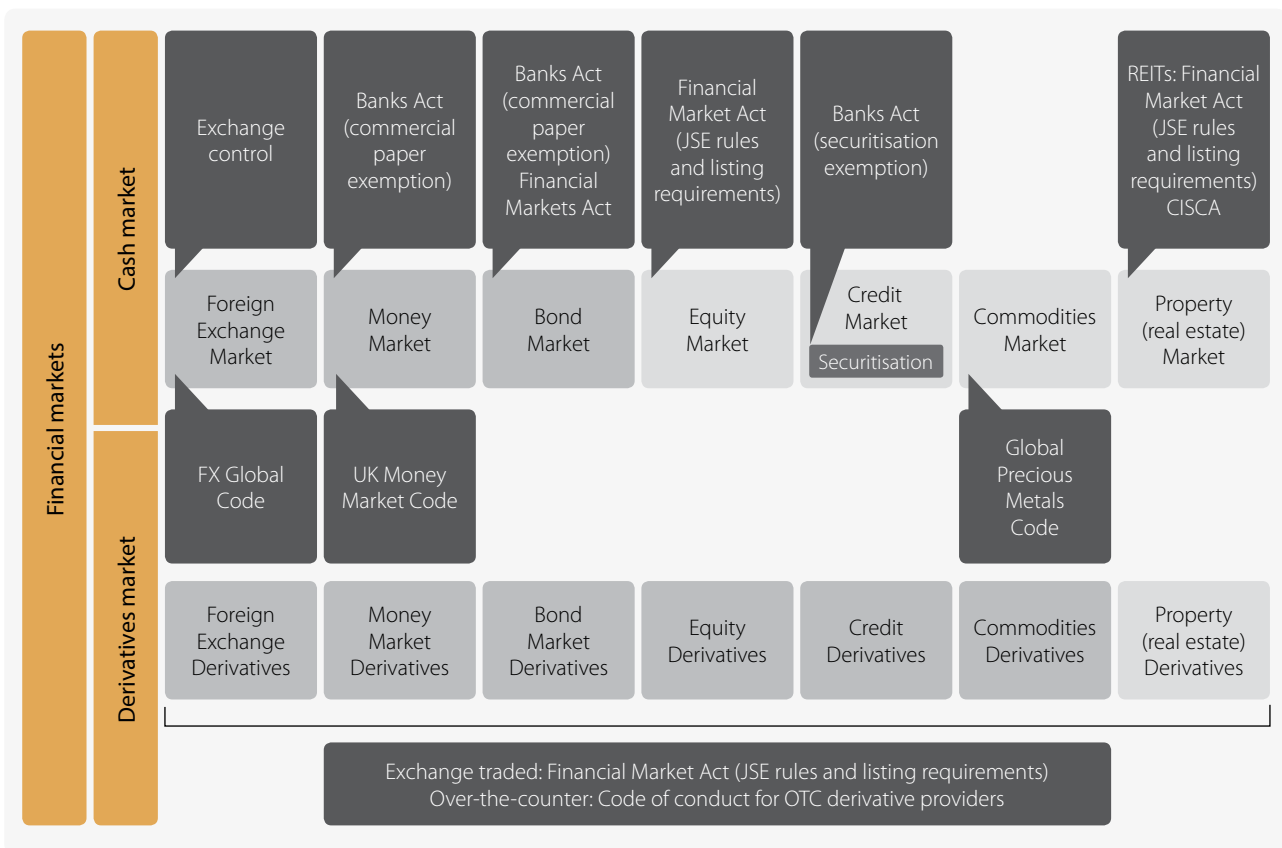 Financial markets
Cash market
Derivatives market
Exchange
control
Banks Act
(commercial
paper
exemption)
Banks Act
(commercial
paper
exemption)
Financial
Markets Act
Financial
Market Act
(JSE rules
and listing
requirements)
Banks Act
(securitisation
exemption)
REITs: Financial
Market Act
(JSE rules
and listing
requirements)
CISCA
Foreign
Exchange
Market
Money
Market
Bond
Market
Equity
Market
Credit
Market
Securitisation
Commodities
Market
Property
(real estate)
Market
FX Global
Code
UK Money
Market Code
Global
Precious
Metals
Code
Foreign
Exchange
Derivatives
Money
Market
Derivatives
Bond
Market
Derivatives
Equity
Derivatives
Credit
Derivatives
Commodities
Derivatives
Property
(real estate)
Derivatives
Exchange traded: Financial Market Act (JSE rules and listing requirements)
Over-the-counter: Code of conduct for OTC derivative providers